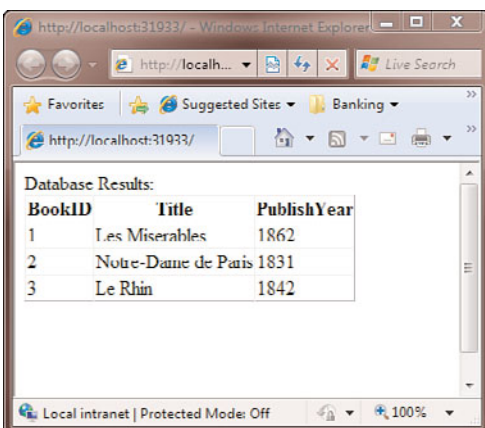 http://localhost:31933/ - Windows Internet Explorer
http://localh...
Live Search
Favorites
Suggested Sites
Banking
http://localhost:31933/
Database Results:
BookID Title PublishYear
1 Les Miserables 1862
2 Notre-Dame de Paris 1831
3 Le Rhin 1842
Local intranet | Protected Mode: Off
100%